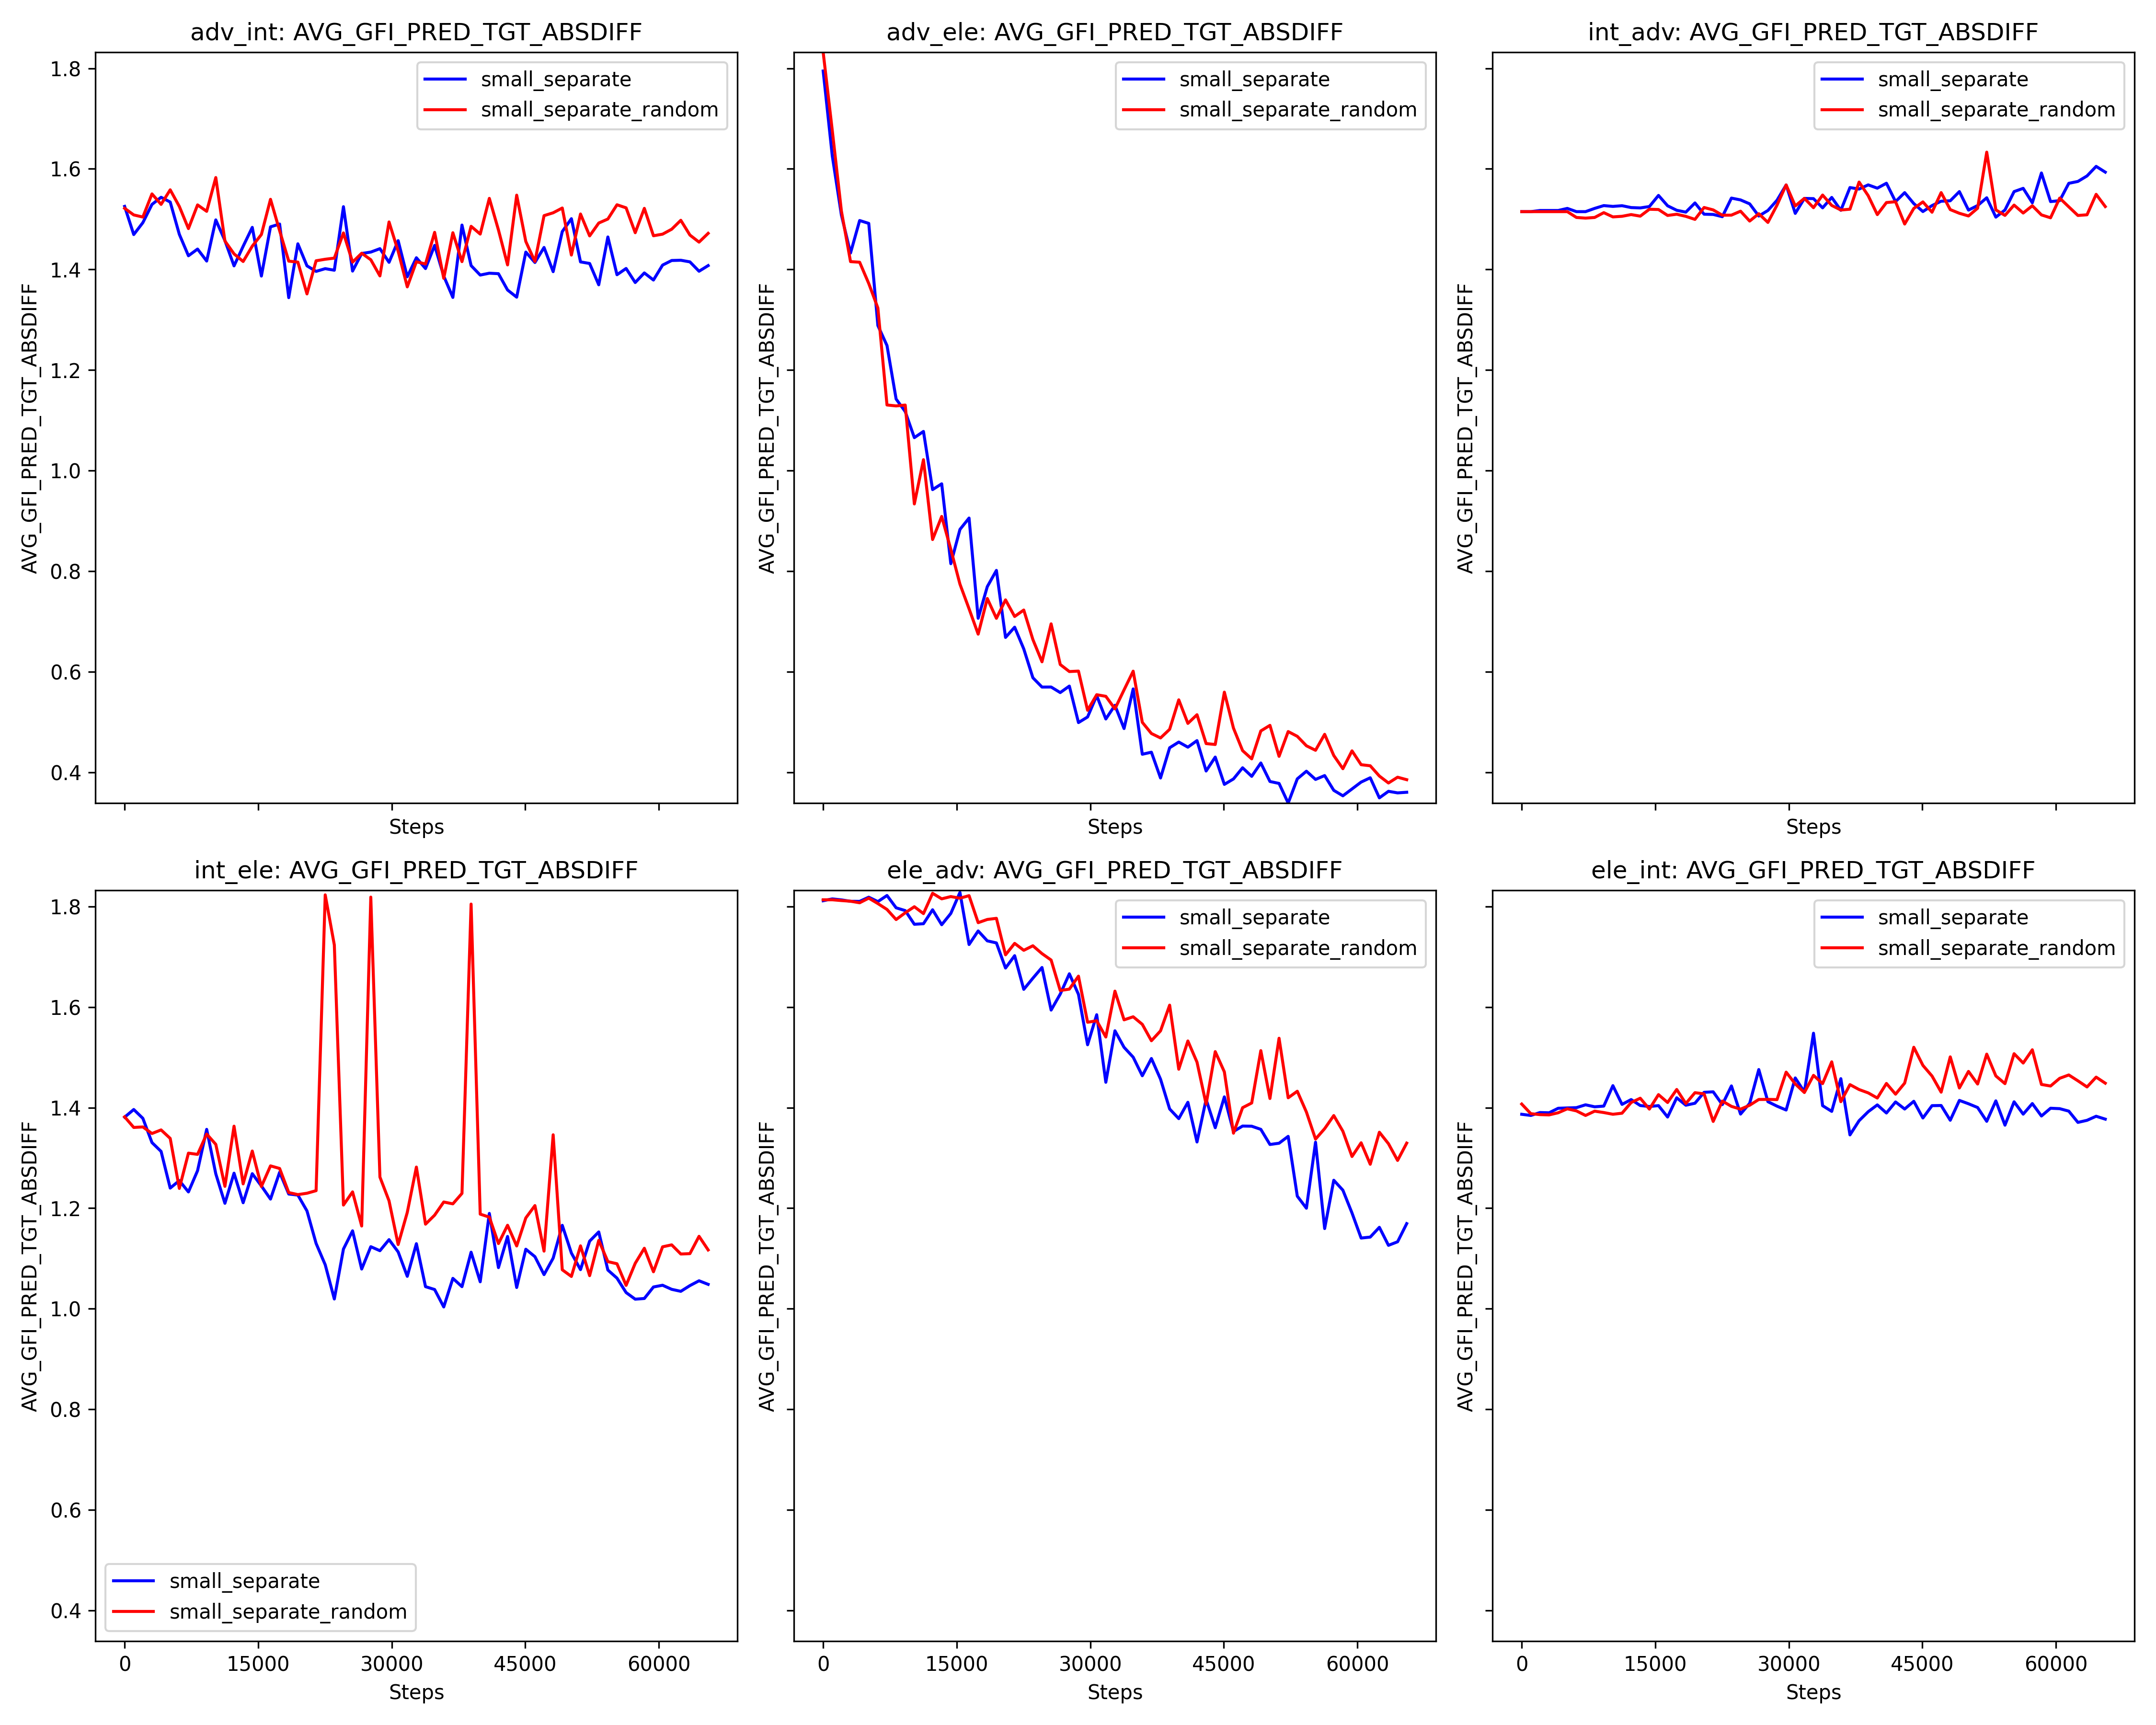 adv_int: AVG_GFI_PRED_TGT_ABSDIFF
adv_ele: AVG_GFI_PRED_TGT_ABSDIFF
int_adv: AVG_GFI_PRED_TGT_ABSDIFF
small_separate
small_separate_random
small_separate
small_separate_random
small_separate
small_separate_random
AVG_GFI_PRED_TGT_ABSDIFF
1.8
1.6
1.4
1.2
1.0
0.8
0.6
0.4
AVG_GFI_PRED_TGT_ABSDIFF
AVG_GFI_PRED_TGT_ABSDIFF
Steps
Steps
Steps
int_ele: AVG_GFI_PRED_TGT_ABSDIFF
ele_adv: AVG_GFI_PRED_TGT_ABSDIFF
ele_int: AVG_GFI_PRED_TGT_ABSDIFF
small_separate
small_separate_random
small_separate
small_separate_random
AVG_GFI_PRED_TGT_ABSDIFF
1.8
1.6
1.4
1.2
1.0
0.8
0.6
0.4
AVG_GFI_PRED_TGT_ABSDIFF
AVG_GFI_PRED_TGT_ABSDIFF
small_separate
small_separate_random
0 15000 30000 45000 60000
0 15000 30000 45000 60000
0 15000 30000 45000 60000
Steps
Steps
Steps